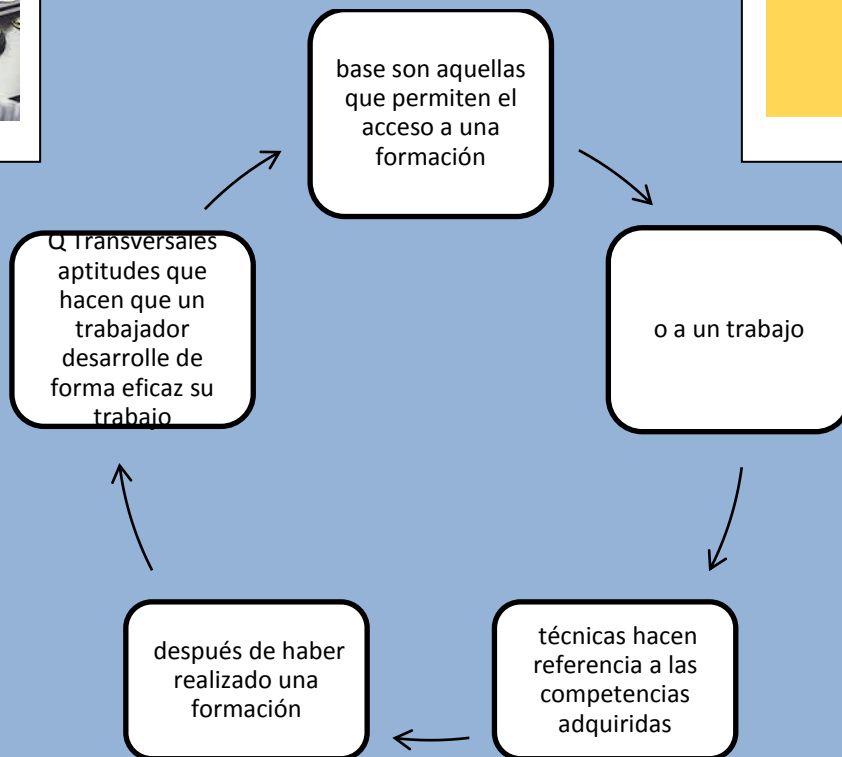 base son aquellas
que permiten el
acceso a una
formación
o a un trabajo
técnicas hacen
referencia a las
competencias
adquiridas
después de haber
realizado una
formación
Q Transversales
aptitudes que
hacen que un
trabajador
desarrolle de
forma eficaz su
trabajo